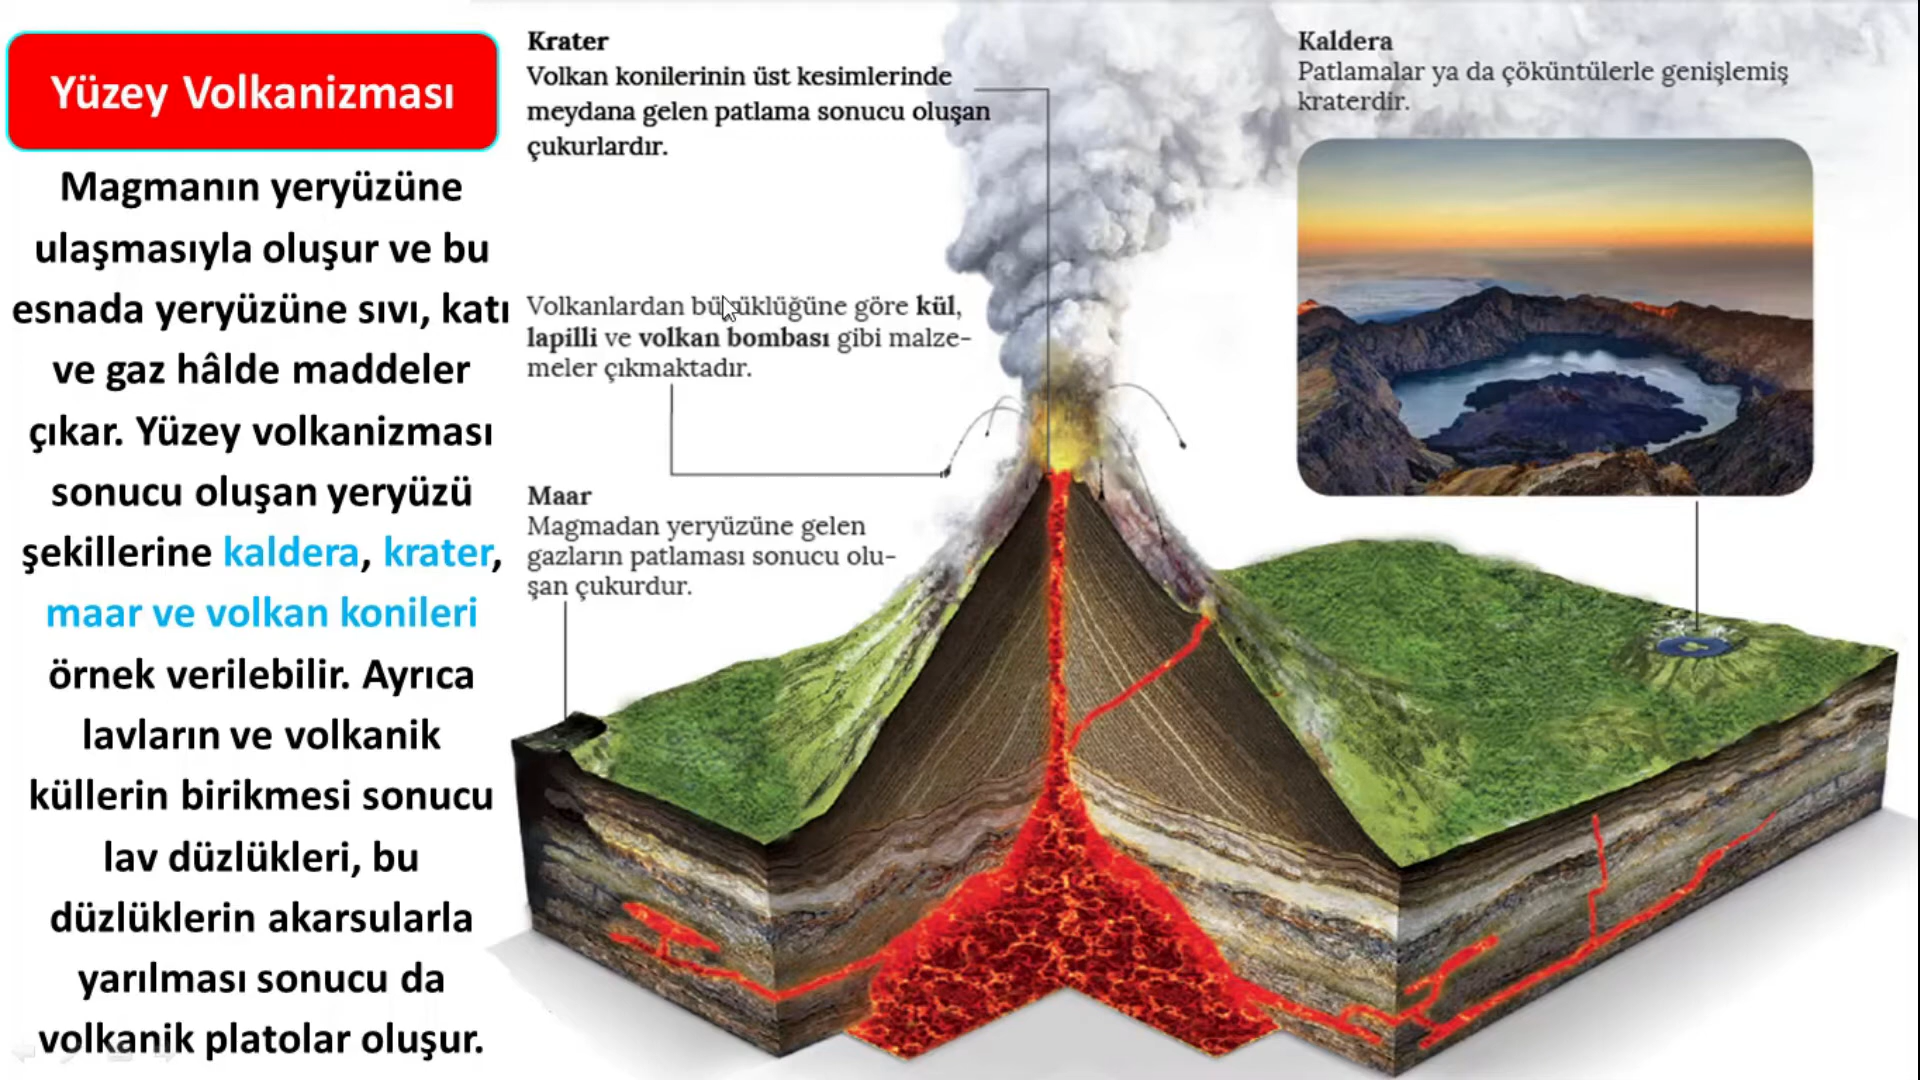 Yüzey Volkanizması
Magmanın yeryüzüne
ulaşmasıyla oluşur ve bu
esnada yeryüzüne sıvı, katı
ve gaz hâlde maddeler
çıkar. Yüzey volkanizması
sonucu oluşan yeryüzü
şekillerine kaldera, krater,
maar ve volkan konileri
örnek verilebilir. Ayrıca
lavların ve volkanik
küllerin birikmesi sonucu
lav düzlükleri, bu
düzlüklerin akarsularla
yarılması sonucu da
volkanik platolar oluşur.
Krater
Volkan konilerinin üst kesimlerinde
meydana gelen patlama sonucu oluşan
çukurlardır.
Volkanlardan büyüklüğüne göre kül,
lapilli ve volkan bombası gibi malze-
meler çıkmaktadır.
Maar
Magmadan yeryüzüne gelen
gazların patlaması sonucu olu-
şan çukurdur.
Kaldera
Patlamalar ya da çöküntülerle genişlemiş
kraterdir.